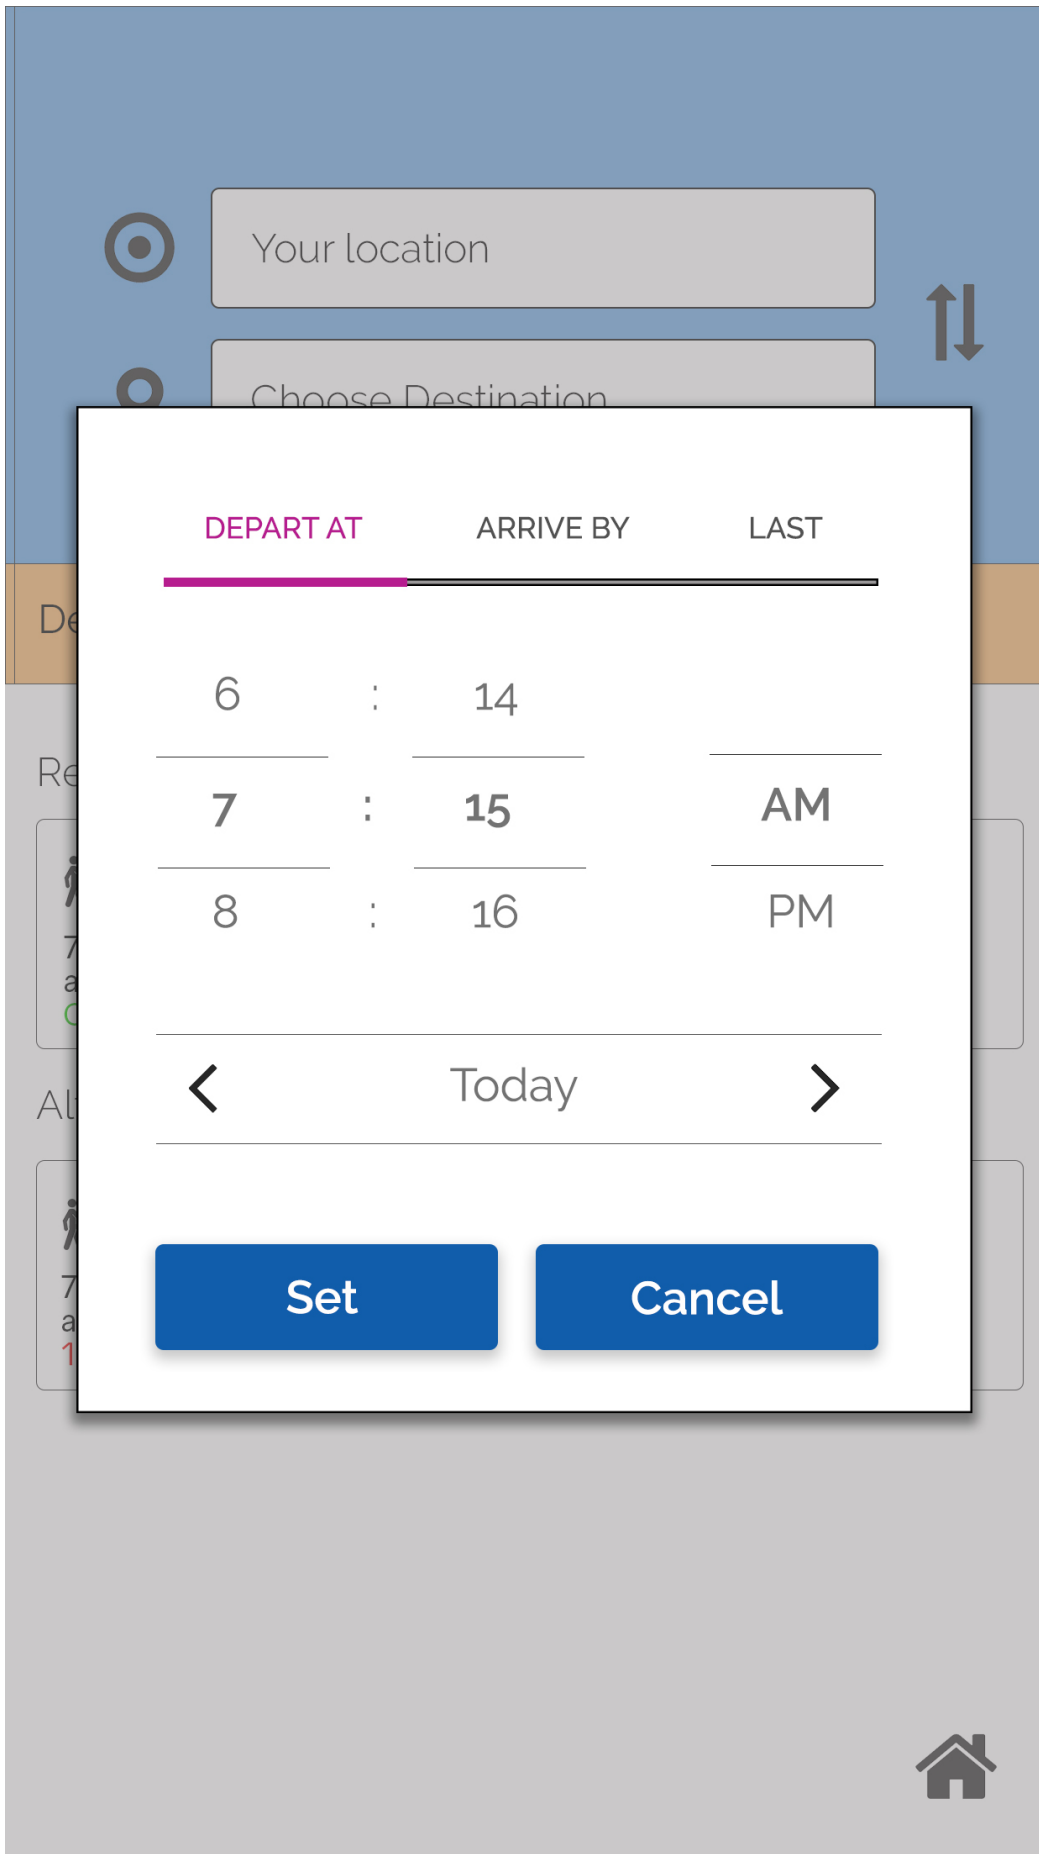 Your location
Choose Destination
DEPART AT ARRIVE BY LAST
6 : 14
7 : 15 AM
8 : 16 PM
Today
Set Cancel